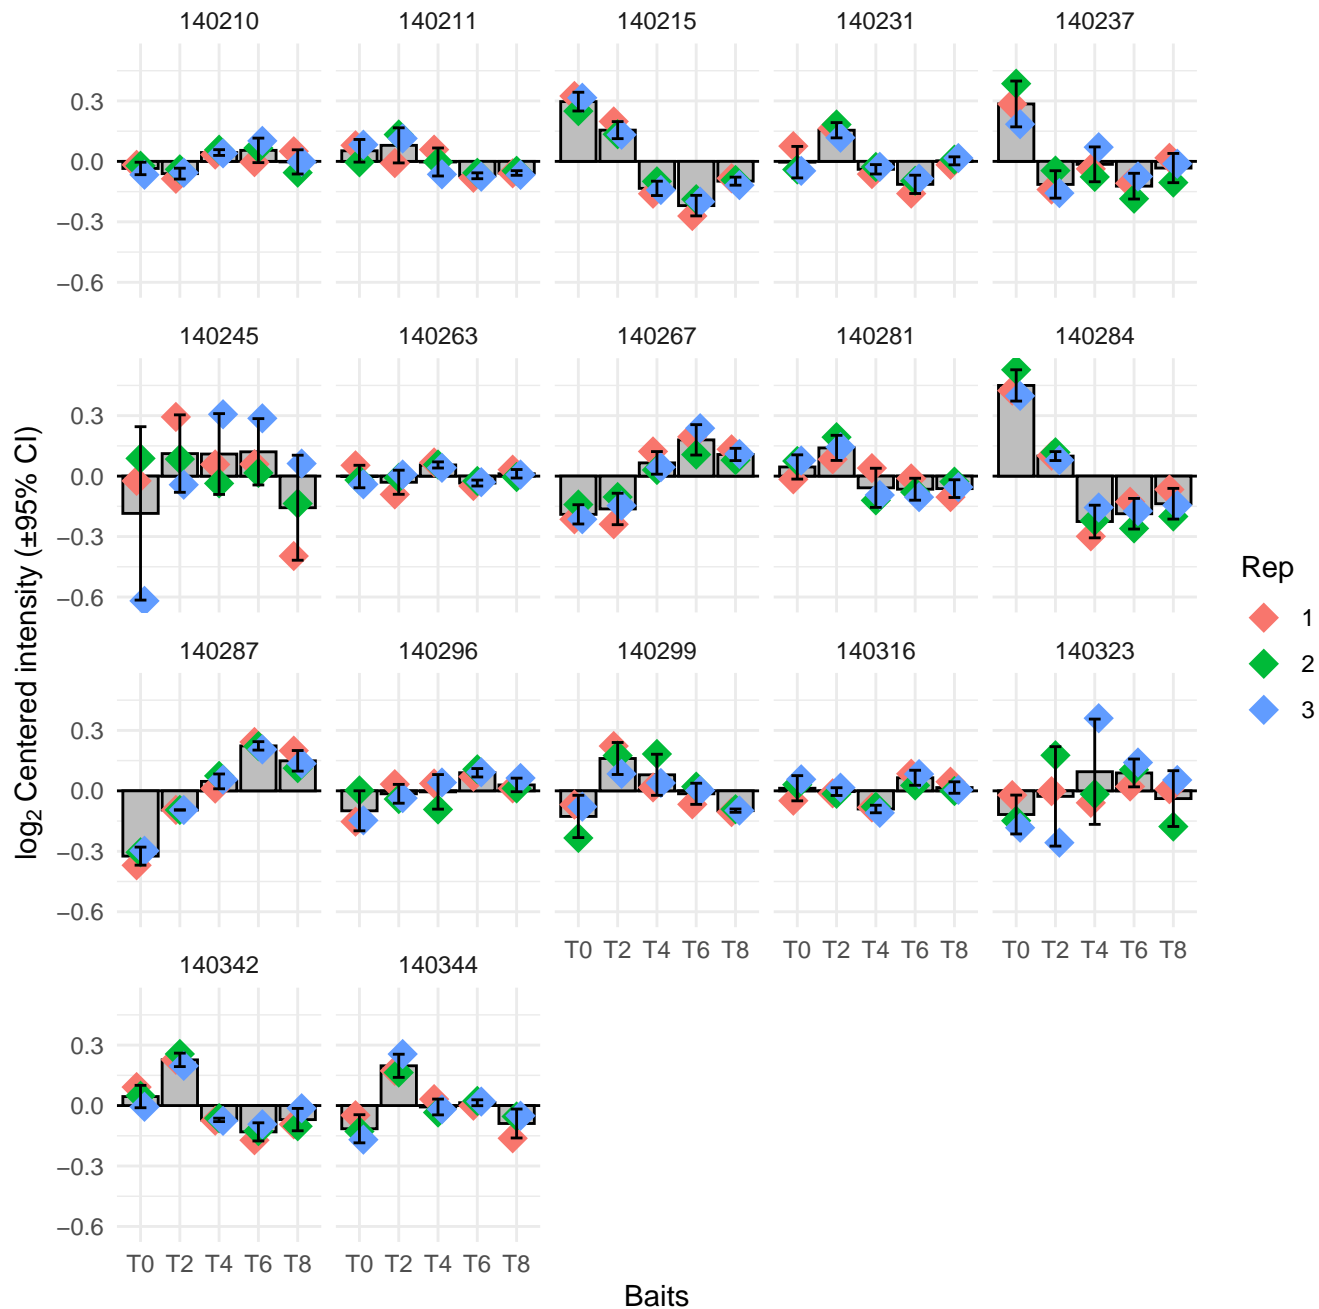 140210 140211 140215 140231 140237
0.3
0.0
−0.3
−0.6
140245 140263 140267 140281 140284
0.3
0.0
−0.3
−0.6
140287 140296 140299 140316 140323
0.3
0.0
−0.3
−0.6
T0 T2 T4 T6 T8 T0 T2 T4 T6 T8 T0 T2 T4 T6 T8
140342 140344
0.3
0.0
−0.3
−0.6
T0 T2 T4 T6 T8 T0 T2 T4 T6 T8
Baits
log₂ Centered intensity (±95% CI)
Rep
1
2
3